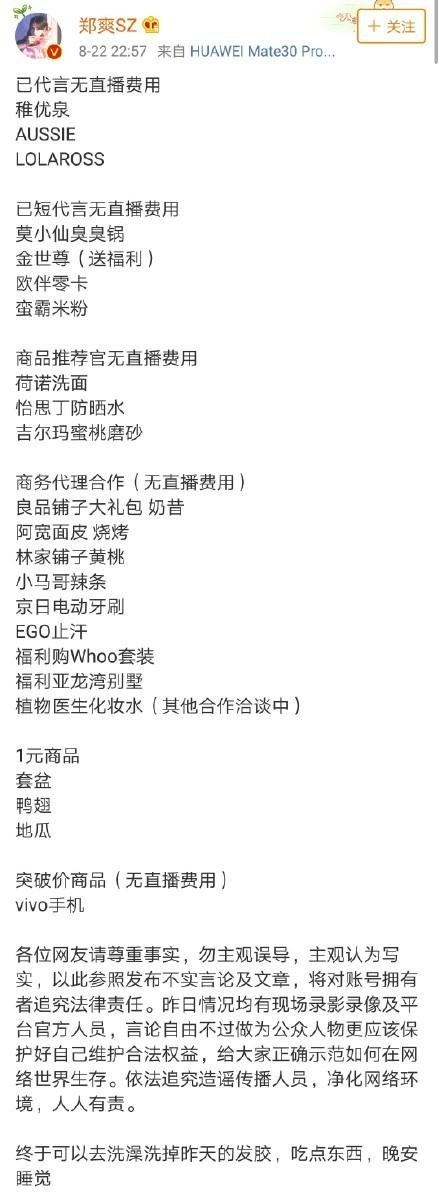 郑爽SZ
+ 关注
8-22 22:57 来自 HUAWEI Mate30 Pro...
已代言无直播费用
稚优泉
AUSSIE
LOLAROSS
已短代言无直播费用
莫小仙臭臭锅
金世尊（送福利）
欧伴零卡
蛮霸米粉
商品推荐官无直播费用
荷诺洗面
怡思丁防晒水
吉尔玛蜜桃磨砂
商务代理合作（无直播费用）
良品铺子大礼包 奶昔
阿宽面皮 烧烤
林家铺子黄桃
小马哥辣条
京日电动牙刷
EGO止汗
福利购Whoo套装
福利亚龙湾别墅
植物医生化妆水（其他合作洽谈中）
1元商品
套盆
鸭翅
地瓜
突破价商品（无直播费用）
vivo手机
各位网友请尊重事实，勿主观误导，主观认为写
实，以此参照发布不实言论及文章，将对账号拥有
者追究法律责任。昨日情况均有现场录影录像及平
台官方人员，言论自由不过做为公众人物更应该保
护好自己维护合法权益，给大家正确示范如何在网
络世界生存。依法追究造谣传播人员，净化网络环
境，人人有责。
终于可以去洗澡洗掉昨天的发胶，吃点东西，晚安
睡觉